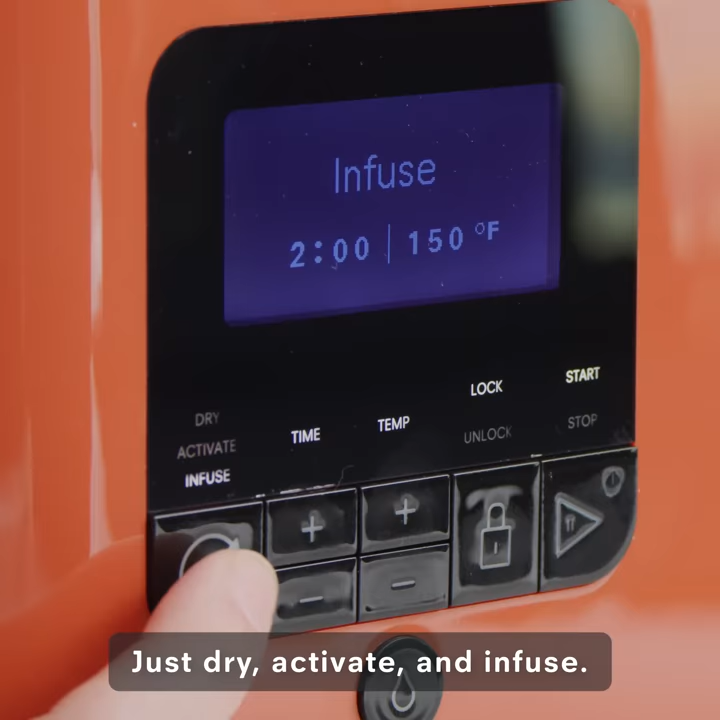 Infuse
2:00 | 150 °F
DRY
ACTIVATE
INFUSE
TIME
TEMP
LOCK
UNLOCK
START
STOP
+
+
−
−
Just dry, activate, and infuse.